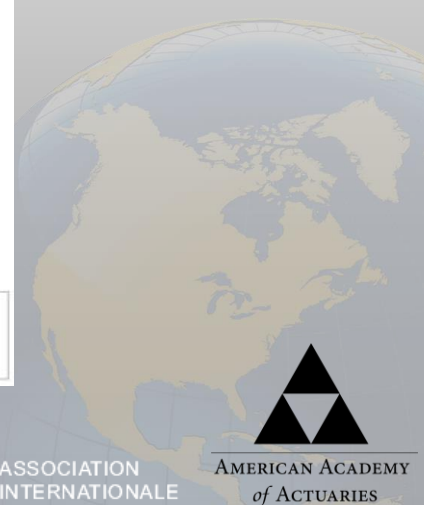 ASSOCIATION
INTERNATIONALE
AMERICAN ACADEMY
of ACTUARIES